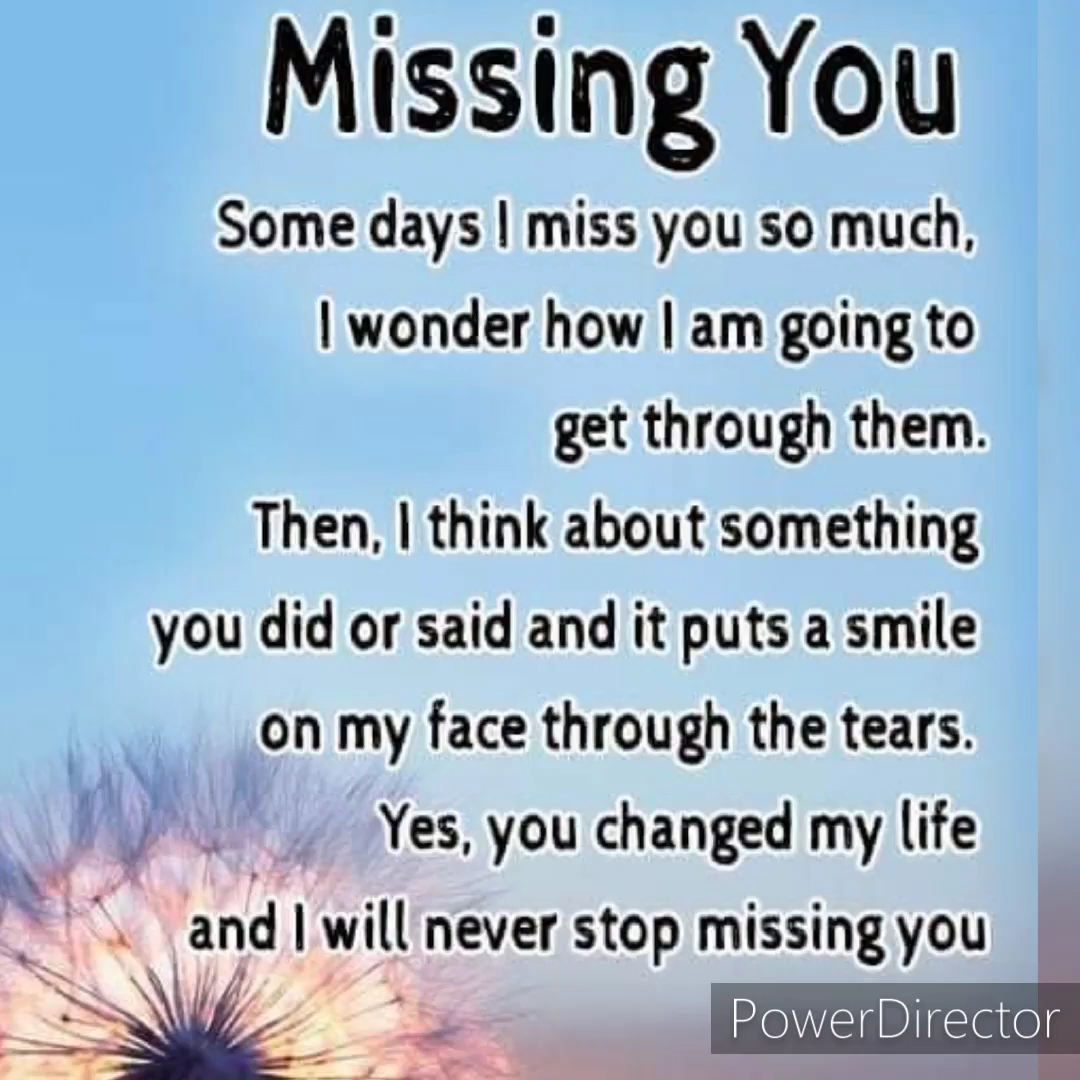 Missing You
Some days I miss you so much,
I wonder how I am going to
get through them.
Then, I think about something
you did or said and it puts a smile
on my face through the tears.
Yes, you changed my life
and I will never stop missing you
PowerDirector